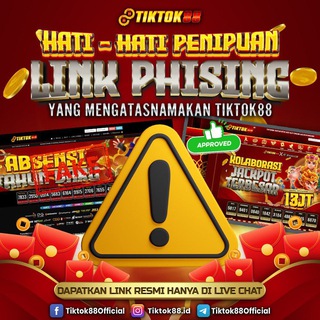 TIKTOK88
HATI - HATI PENIPUAN
LINK PHISING
YANG MENGATASNAMAKAN TIKTOK88
APPROVED
KOLABORASI
JACKPOT
TERBESAR
13JT
DAPATKAN LINK RESMI HANYA DI LIVE CHAT
Tiktok88Official
Tiktok88.id
Tiktok88Official